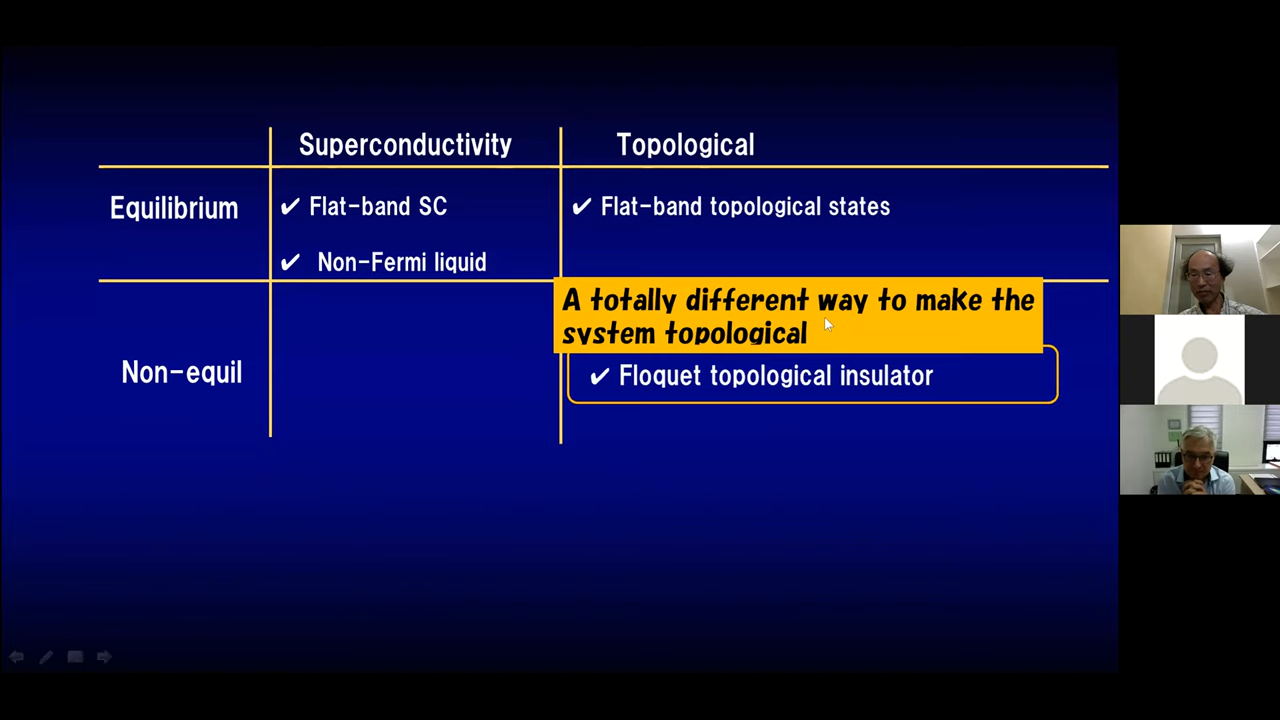 Superconductivity Topological
Equilibrium ✔ Flat-band SC ✔ Flat-band topological states
✔ Non-Fermi liquid
A totally different way to make the
system topological
Non-equil ✔ Floquet topological insulator